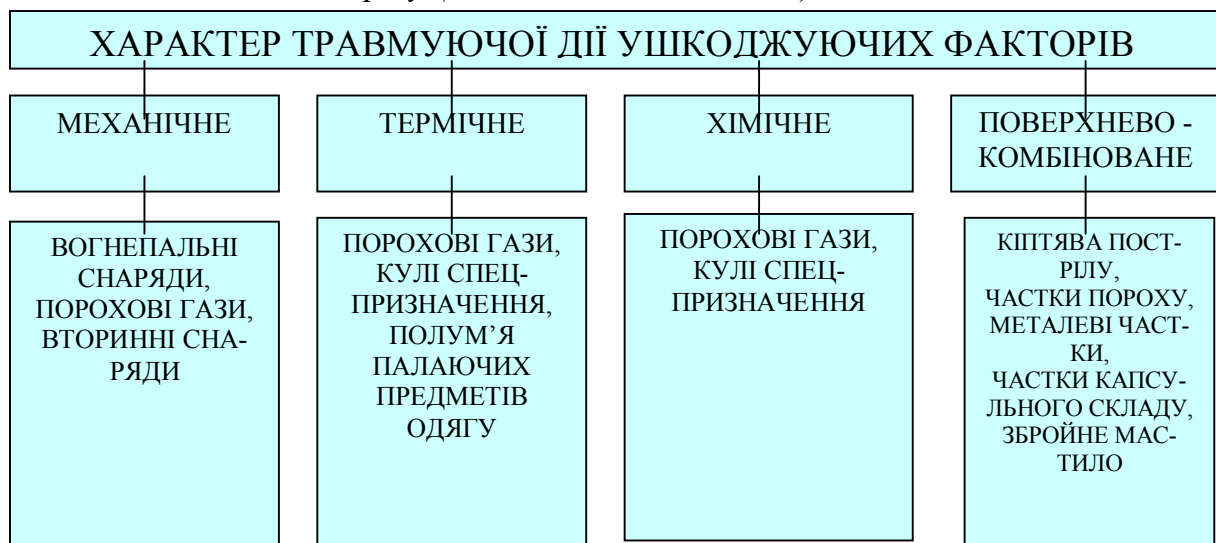 ХАРАКТЕР ТРАВМУЮЧОЇ ДІЇ УШКОДЖУЮЧИХ ФАКТОРІВ
МЕХАНІЧНЕ
ТЕРМІЧНЕ
ХІМІЧНЕ
ПОВЕРХНЕВО -
КОМБІНОВАНЕ
ВОГНЕПАЛЬНІ
СНАРЯДИ,
ПОРОХОВІ ГАЗИ,
ВТОРИННІ СНА-
РЯДИ
ПОРОХОВІ ГАЗИ,
КУЛІ СПЕЦ-
ПРИЗНАЧЕННЯ,
ПОЛУМ’Я
ПАЛАЮЧИХ
ПРЕДМЕТІВ
ОДЯГУ
ПОРОХОВІ ГАЗИ,
КУЛІ СПЕЦ-
ПРИЗНАЧЕННЯ
КІПТЯВА ПОСТ-
РІЛУ,
ЧАСТКИ ПОРОХУ,
МЕТАЛЕВІ ЧАСТ-
КИ,
ЧАСТКИ КАПСУ-
ЛЬНОГО СКЛАДУ,
ЗБРОЙНЕ МАС-
ТИЛО